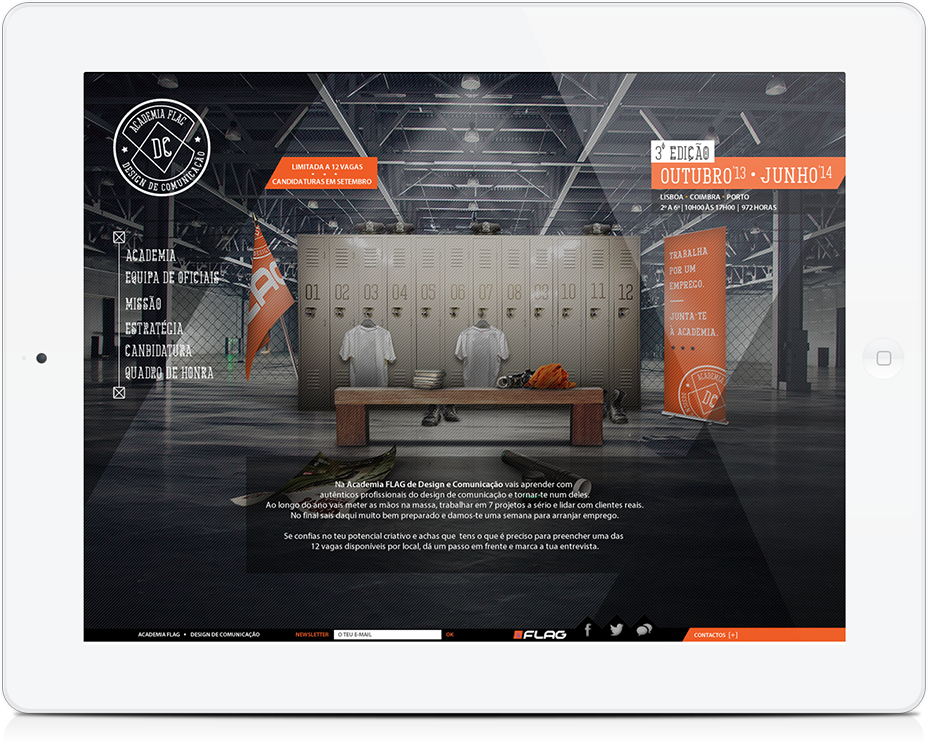 ACADEMIA FLAG
DC
DESIGN DE COMUNICAÇÃO
LIMITADA A 12 VAGAS
CANDIDATURAS EM SETEMBRO
3ª EDIÇÃO
OUTUBRO'13 • JUNHO'14
LISBOA • COIMBRA • PORTO
2ª A 6ª | 10H00 ÀS 17H00 | 972 HORAS
ACADEMIA
EQUIPA DE OFICIAIS
MISSÃO
ESTRATÉGIA
CANBIDATURA
QUADRO DE HONRA
01 02 03 04 05 06 07 08 09 10 11 12
TRABALHA
POR UM
EMPREGO.
JUNTA-TE
À ACADEMIA.
ACADEMIA
DC
Na Academia FLAG de Design e Comunicação vais aprender com
autênticos profissionais do design de comunicação e tornar-te num deles.
Ao longo do ano vais meter as mãos na massa, trabalhar em 7 projetos a sério e lidar com clientes reais.
No final sais daqui muito bem preparado e damos-te uma semana para arranjar emprego.
Se confias no teu potencial criativo e achas que tens o que é preciso para preencher uma das
12 vagas disponíveis por local, dá um passo em frente e marca a tua entrevista.
ACADEMIA FLAG • DESIGN DE COMUNICAÇÃO NEWSLETTER O TEU E-MAIL OK FLAG CONTACTOS [+]